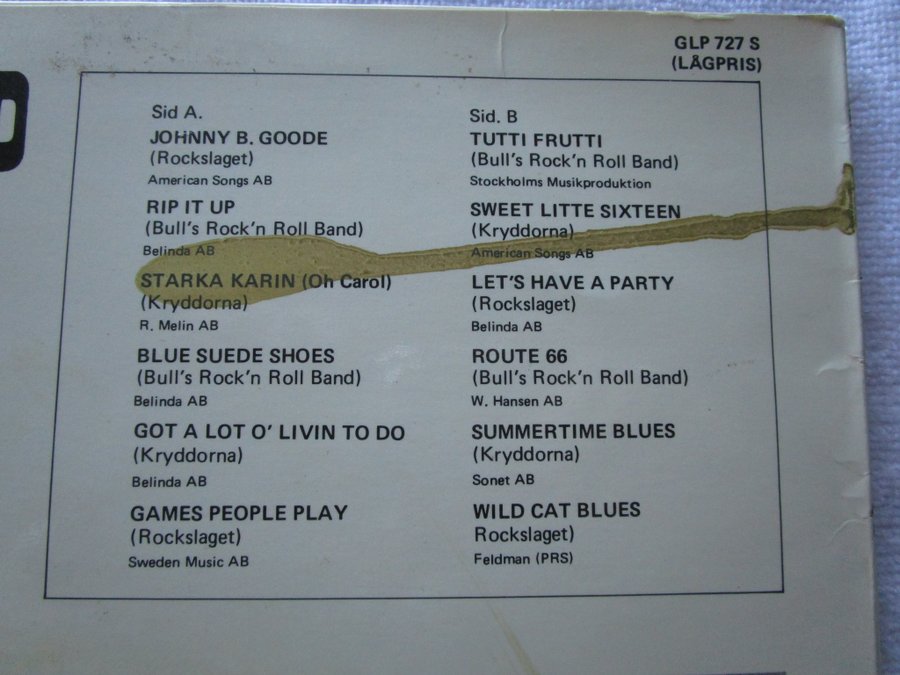 GLP 727 S
(LÅGPRIS)
Sid A.
JOHNNY B. GOODE
(Rockslaget)
American Songs AB
RIP IT UP
(Bull's Rock'n Roll Band)
Belinda AB
STARKA KARIN (Oh Carol)
(Kryddorna)
R. Melin AB
BLUE SUEDE SHOES
(Bull's Rock'n Roll Band)
Belinda AB
GOT A LOT O' LIVIN TO DO
(Kryddorna)
Belinda AB
GAMES PEOPLE PLAY
(Rockslaget)
Sweden Music AB
Sid. B
TUTTI FRUTTI
(Bull's Rock'n Roll Band)
Stockholms Musikproduktion
SWEET LITTE SIXTEEN
(Kryddorna)
American Songs AB
LET'S HAVE A PARTY
(Rockslaget)
Belinda AB
ROUTE 66
(Bull's Rock'n Roll Band)
W. Hansen AB
SUMMERTIME BLUES
(Kryddorna)
Sonet AB
WILD CAT BLUES
Rockslaget)
Feldman (PRS)